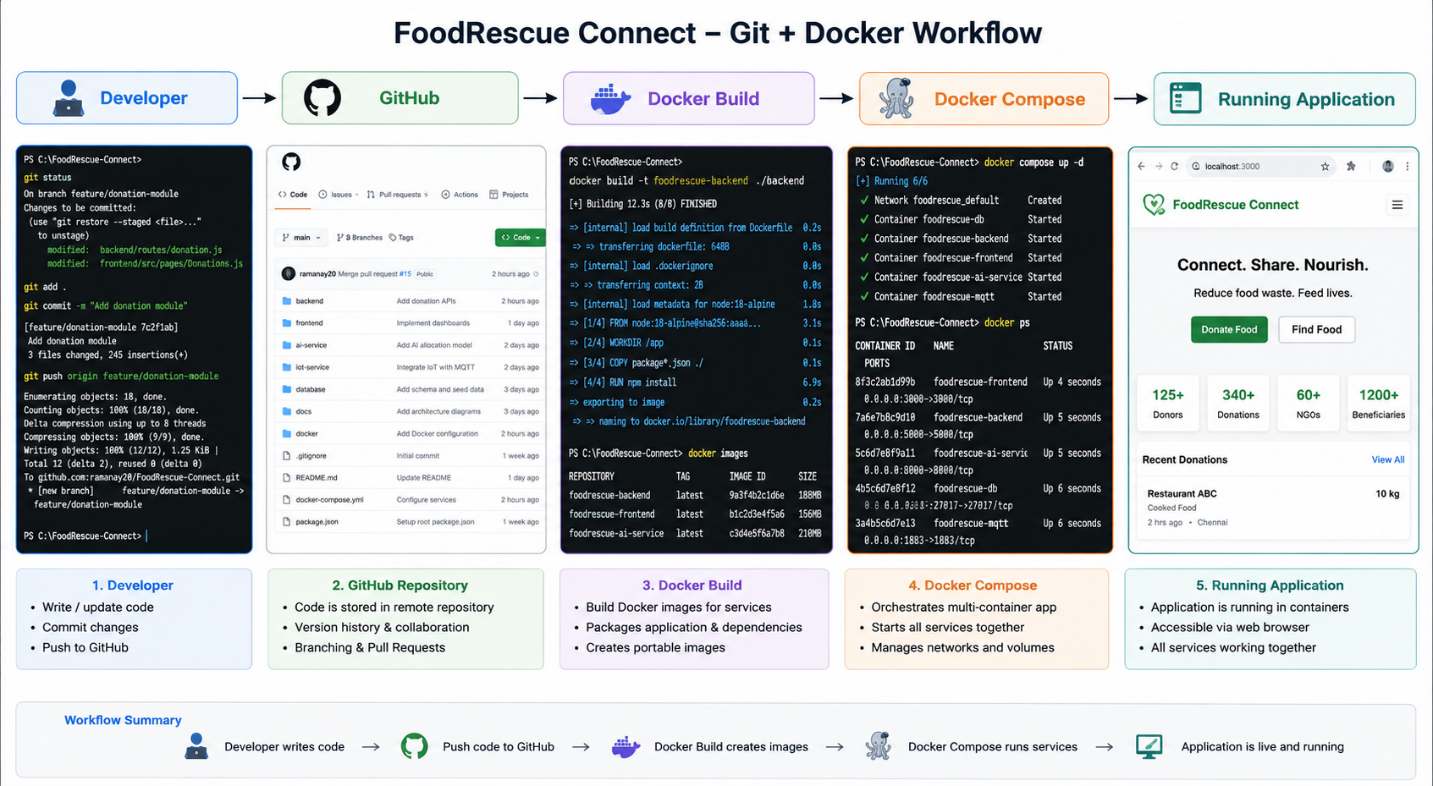 FoodRescue Connect – Git + Docker Workflow
Developer
GitHub
Docker Build
Docker Compose
Running Application
PS C:\FoodRescue-Connect>
git status
On branch feature/donation-module
Changes to be committed:
(use "git restore --staged <file>..."
to unstage)
modified: backend/routes/donation.js
modified: frontend/src/pages/Donations.js
git add .
git commit -m "Add donation module"
[feature/donation-module 7c2f1ab]
Add donation module
3 files changed, 245 insertions(+)
git push origin feature/donation-module
Enumerating objects: 18, done.
Counting objects: 100% (18/18), done.
Delta compression using up to 8 threads
Compressing objects: 100% (9/9), done.
Writing objects: 100% (12/12), 1.25 KiB |
Total 12 (delta 2), reused 0 (delta 0)
To github.com:ramanay20/FoodRescue-Connect.git
* [new branch] feature/donation-module ->
feature/donation-module
PS C:\FoodRescue-Connect>
Code Issues Pull requests Actions Projects
main 8 Branches Tags Code
ramanay20 Merge pull request #15 Public 2 hours ago
backend Add donation APIs 2 hours ago
frontend Implement dashboards 1 day ago
ai-service Add AI allocation model 2 days ago
iot-service Integrate IoT with MQTT 2 days ago
database Add schema and seed data 3 days ago
docs Add architecture diagrams 3 days ago
docker Add Docker configuration 2 hours ago
.gitignore Initial commit 1 week ago
README.md Update README 1 day ago
docker-compose.yml Configure services 2 hours ago
package.json Setup root package.json 1 week ago
PS C:\FoodRescue-Connect>
docker build -t foodrescue-backend ./backend
[+] Building 12.3s (8/8) FINISHED
=> [internal] load build definition from Dockerfile 0.2s
=> => transferring dockerfile: 648B 0.0s
=> [internal] load .dockerignore 0.0s
=> => transferring context: 2B 0.0s
=> [internal] load metadata for node:18-alpine 1.8s
=> [1/4] FROM node:18-alpine@sha256:aaaá... 3.1s
=> [2/4] WORKDIR /app 0.1s
=> [3/4] COPY package*.json ./ 0.1s
=> [4/4] RUN npm install 6.9s
=> exporting to image 0.2s
=> => naming to docker.io/library/foodrescue-backend
PS C:\FoodRescue-Connect> docker images
REPOSITORY TAG IMAGE ID SIZE
foodrescue-backend latest 9a3f4b2c1d6e 188MB
foodrescue-frontend latest b1c2d3e4f5a6 156MB
foodrescue-ai-service latest c3d4e5f6a7b8 210MB
PS C:\FoodRescue-Connect> docker compose up -d
[+] Running 6/6
✓ Network foodrescue_default Created
✓ Container foodrescue-db Started
✓ Container foodrescue-backend Started
✓ Container foodrescue-frontend Started
✓ Container foodrescue-ai-service Started
✓ Container foodrescue-mqtt Started
PS C:\FoodRescue-Connect> docker ps
CONTAINER ID NAME STATUS
PORTS
8f3c2ab1d99b foodrescue-frontend Up 4 seconds
0.0.0.0:3000->3000/tcp
7a6e7b8c9d10 foodrescue-backend Up 5 seconds
0.0.0.0:5000->5000/tcp
5c6d7e8f9a11 foodrescue-ai-servic Up 5 seconds
0.0.0.0:8000->8000/tcp
4b5c6d7e8f12 foodrescue-db Up 6 seconds
3a4b5c6d7e13 foodrescue-mqtt Up 6 seconds
0.0.0.0:1883->1883/tcp
localhost:3000
FoodRescue Connect
Connect. Share. Nourish.
Reduce food waste. Feed lives.
Donate Food Find Food
125+ 340+ 60+ 1200+
Donors Donations NGOs Beneficiaries
Recent Donations View All
Restaurant ABC 10 kg
Cooked Food
2 hrs ago • Chennai
1. Developer
• Write / update code
• Commit changes
• Push to GitHub
2. GitHub Repository
• Code is stored in remote repository
• Version history & collaboration
• Branching & Pull Requests
3. Docker Build
• Build Docker images for services
• Packages application & dependencies
• Creates portable images
4. Docker Compose
• Orchestrates multi-container app
• Starts all services together
• Manages networks and volumes
5. Running Application
• Application is running in containers
• Accessible via web browser
• All services working together
Workflow Summary
Developer writes code → Push code to GitHub → Docker Build creates images → Docker Compose runs services → Application is live and running